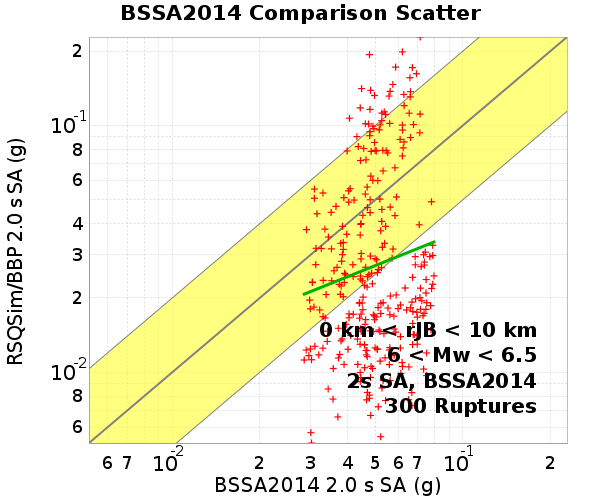 BSSA2014 Comparison Scatter
RSQSim/BBP 2.0 s SA (g)
2
10^-1
8
6
4
3
2
10^-2
8
6
0 km < rJB < 10 km
6 < Mw < 6.5
2s SA, BSSA2014
300 Ruptures
6 7 10^-2 2 3 4 5 6 7 10^-1 2
BSSA2014 2.0 s SA (g)